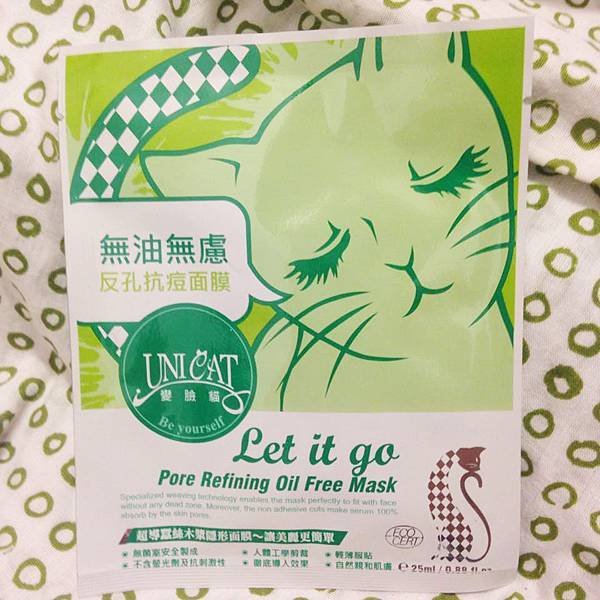 無油無慮
反孔抗痘面膜
UNICAT
變臉貓
Be yourself
Let it go
Pore Refining Oil Free Mask
Specialized weaving technology enables the mask perfectly to fit with face
without any dead zone. Moreover, the non adhesive cuts make serum 100%
absorb by the skin pores.
超導蠶絲木漿隱形面膜~讓美麗更簡單
• 無菌室安全製成 • 人體工學剪裁 • 輕薄服貼
• 不含螢光劑及抗刺激性 • 徹底導入效果 • 自然親和肌膚
ECO
CERT
℮ 25ml / 0.88 fl.oz